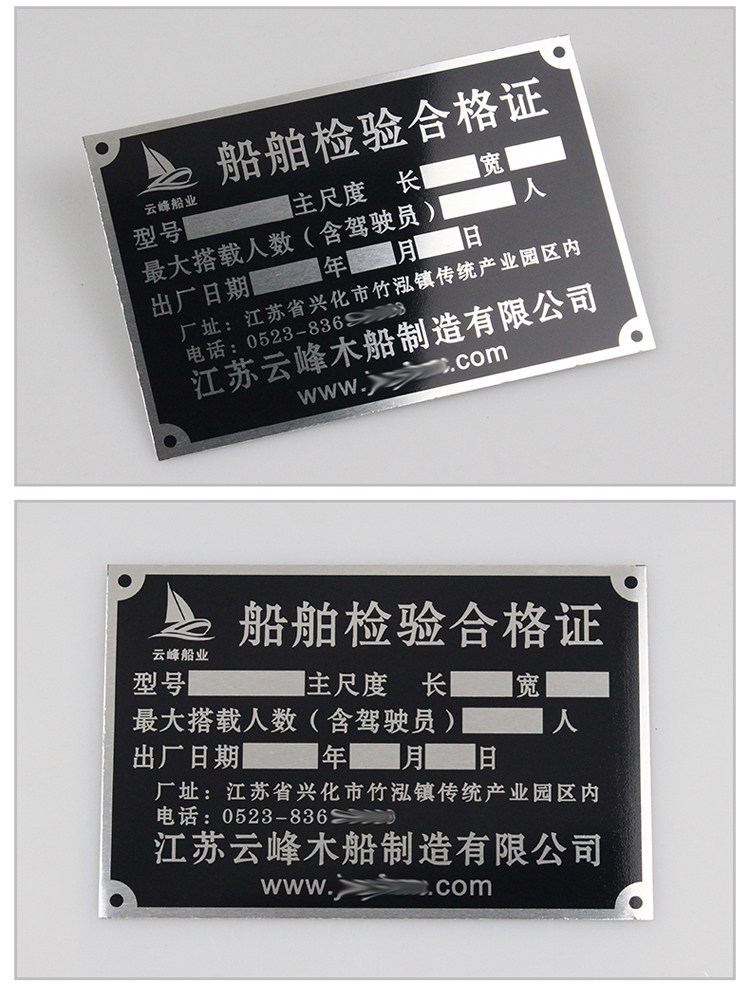 船舶检验合格证
云峰船业
型号 主尺度 长 宽
最大搭载人数（含驾驶员） 人
出厂日期 年 月 日
厂址：江苏省兴化市竹泓镇传统产业园区内
电话：0523-836
江苏云峰木船制造有限公司
www. .com
船舶检验合格证
云峰船业
型号 主尺度 长 宽
最大搭载人数（含驾驶员） 人
出厂日期 年 月 日
厂址：江苏省兴化市竹泓镇传统产业园区内
电话：0523-836
江苏云峰木船制造有限公司
www. .com